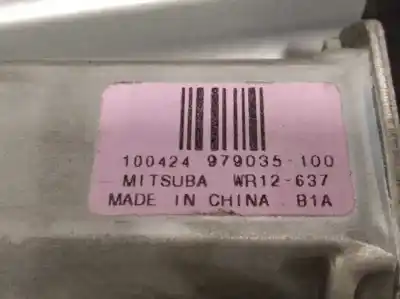 100424 979035-100
MITSUBA WR12-637
MADE IN CHINA B1A